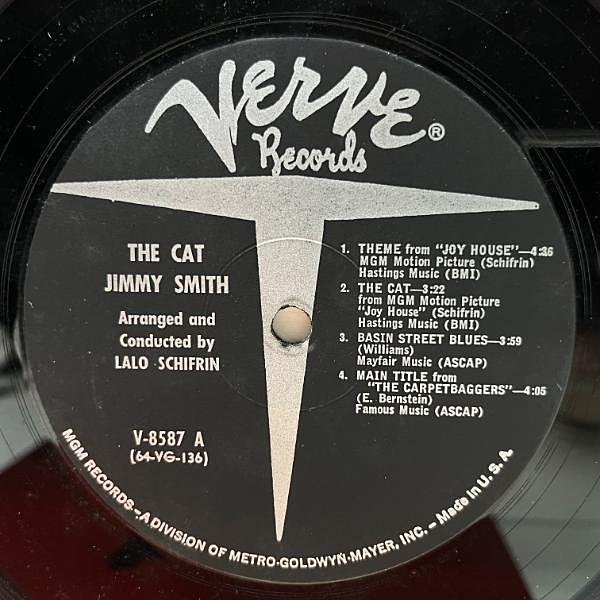 Verve®
Records
THE CAT
JIMMY SMITH
Arranged and
Conducted by
LALO SCHIFRIN
V-8587 A
(64-VG-136)
1. THEME from "JOY HOUSE"—4:36
MGM Motion Picture (Schifrin)
Hastings Music (BMI)
2. THE CAT—3:22
from MGM Motion Picture
"Joy House" (Schifrin)
Hastings Music (BMI)
3. BASIN STREET BLUES—3:59
(Williams)
Mayfair Music (ASCAP)
4. MAIN TITLE from
"THE CARPETBAGGERS"—4:05
(E. Bernstein)
Famous Music (ASCAP)
MGM RECORDS – A DIVISION OF METRO-GOLDWYN-MAYER, INC. – Made in U. S. A.